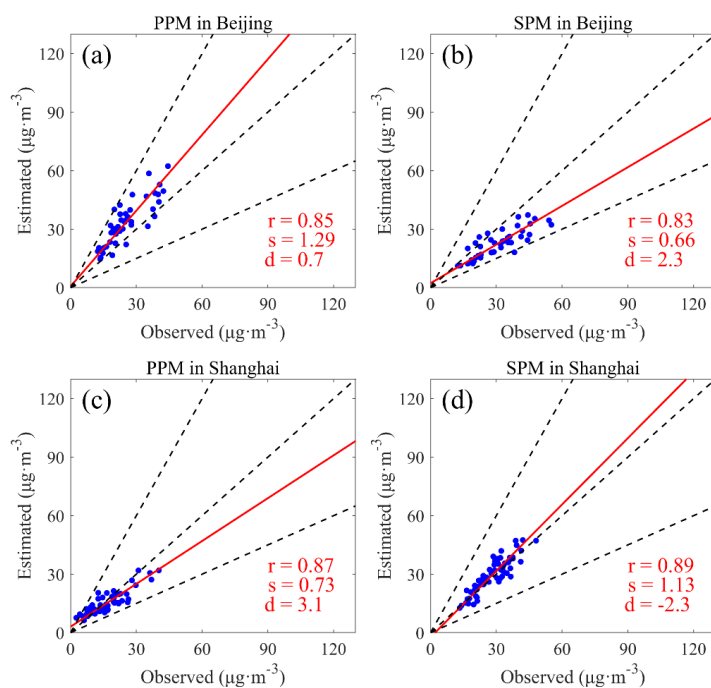 PPM in Beijing
SPM in Beijing
(a)
(b)
130
120
90
60
30
0
Estimated (μg·m-3)
r = 0.85
s = 1.29
d = 0.7
0 30 60 90 120
Observed (μg·m-3)
120
90
60
30
0
Estimated (μg·m-3)
r = 0.83
s = 0.66
d = 2.3
0 30 60 90 120
Observed (μg·m-3)
PPM in Shanghai
SPM in Shanghai
(c)
(d)
120
90
60
30
0
Estimated (μg·m-3)
r = 0.87
s = 0.73
d = 3.1
0 30 60 90 120
Observed (μg·m-3)
120
90
60
30
0
Estimated (μg·m-3)
r = 0.89
s = 1.13
d = -2.3
0 30 60 90 120
Observed (μg·m-3)